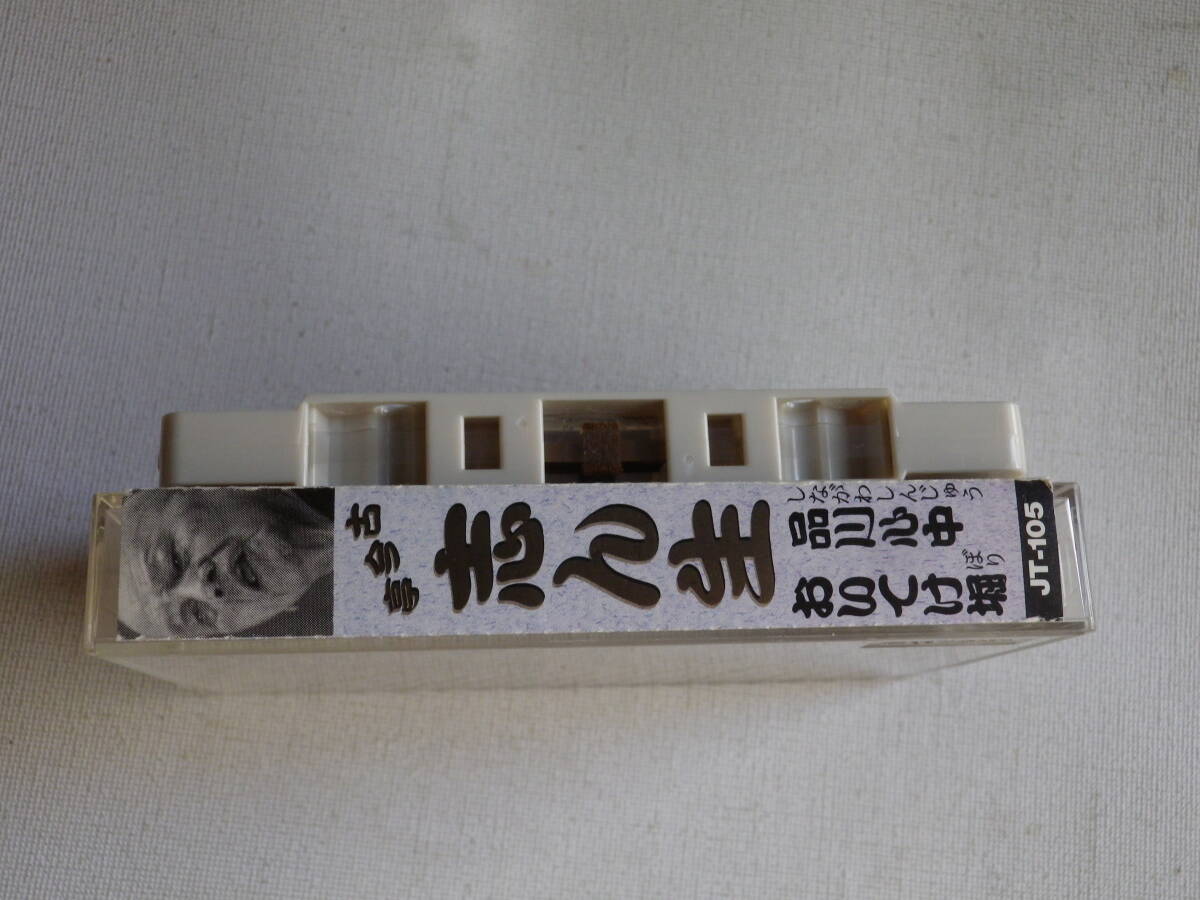 古今亭
志ん生
しながわしんじゅう
品川心中
ぼり
おいてけ堀
JT-105